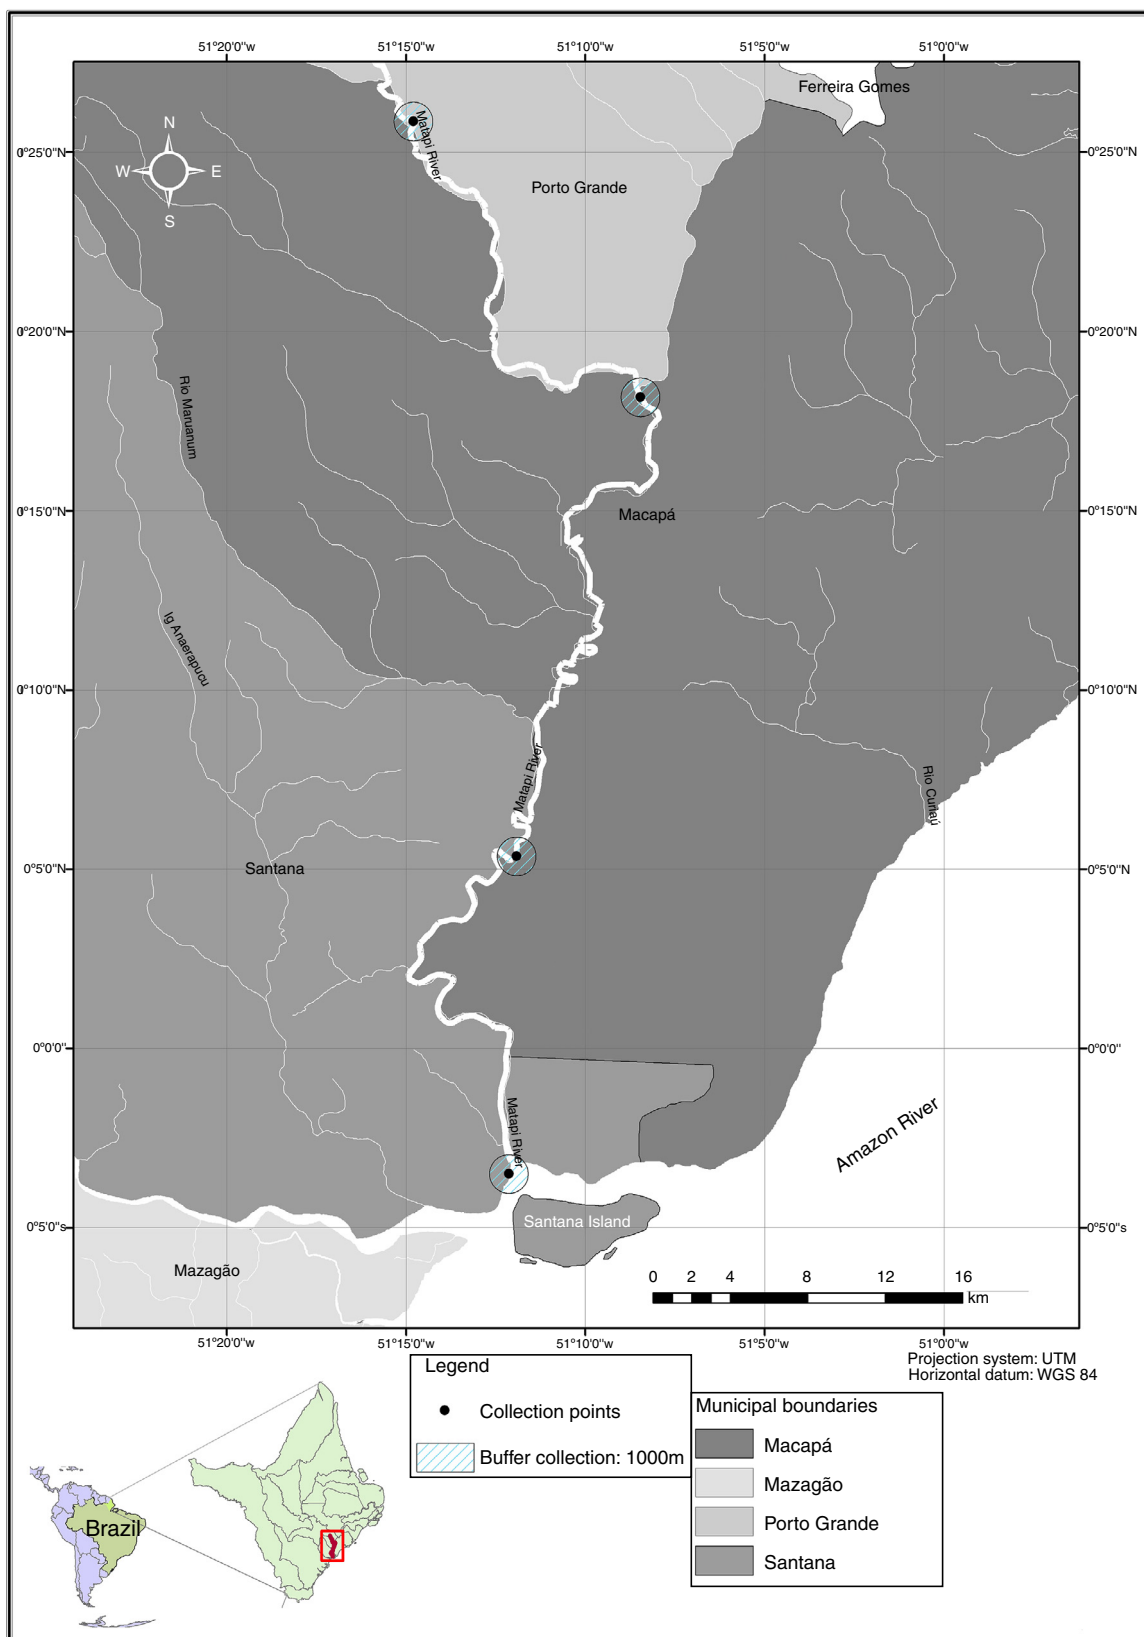 51°20'0"w
51°15'0"w
51°10'0"w
51°5'0"w
51°0'0"w
Ferreira Gomes
N
W
E
S
0°25'0"N
0°25'0"N
Matapi River
Porto Grande
0°20'0"N
0°20'0"N
Rio Maruanum
0°15'0"N
Macapá
0°15'0"N
Ig Anaerapucu
0°10'0"N
0°10'0"N
Matapi River
Rio Curiaú
0°5'0"N
Santana
0°5'0"N
0°0'0"
0°0'0"
Matapi River
Amazon River
0°5'0"s
Santana Island
0°5'0"s
Mazagão
0 2 4 8 12 16
km
51°20'0"w
51°15'0"w
51°10'0"w
51°5'0"w
51°0'0"w
Projection system: UTM
Horizontal datum: WGS 84
Legend
Collection points
Buffer collection: 1000m
Municipal boundaries
Macapá
Mazagão
Porto Grande
Santana
Brazil